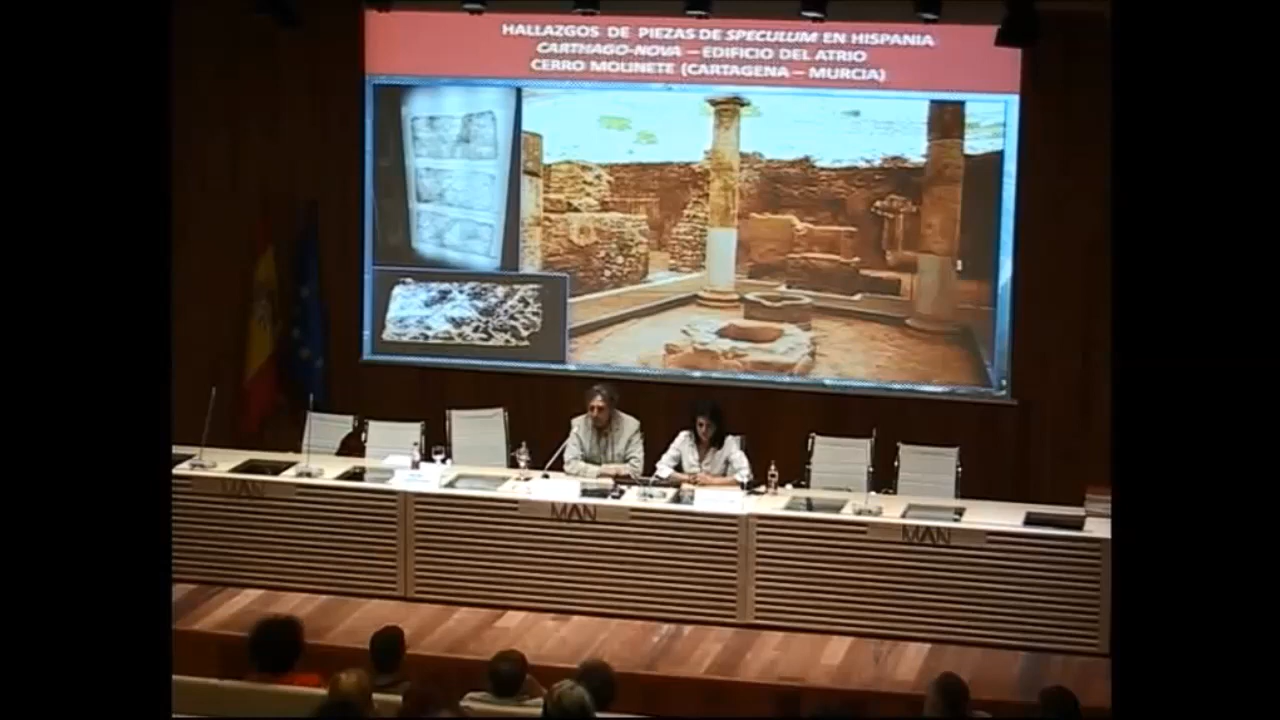 HALLAZGOS DE PIEZAS DE SPECULUM EN HISPANIA
CARTHAGO-NOVA – EDIFICIO DEL ATRIO
CERRO MOLINETE (CARTAGENA – MURCIA)
MAN
MAN
MAN